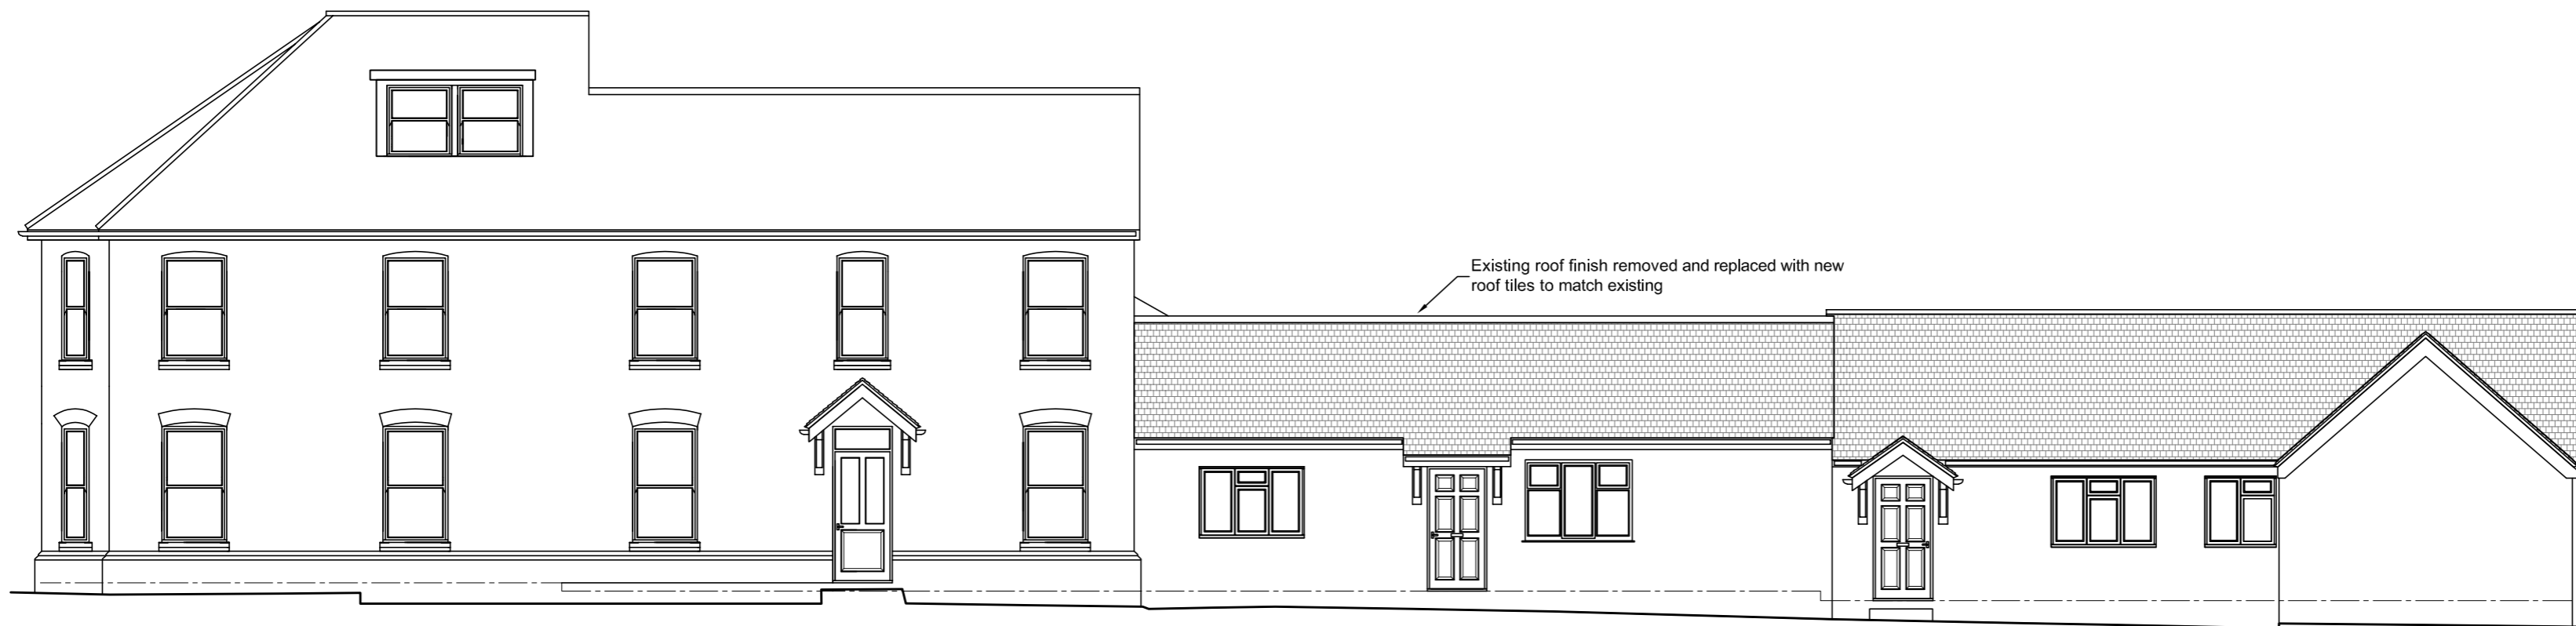 Existing roof finish removed and replaced with new
roof tiles to match existing